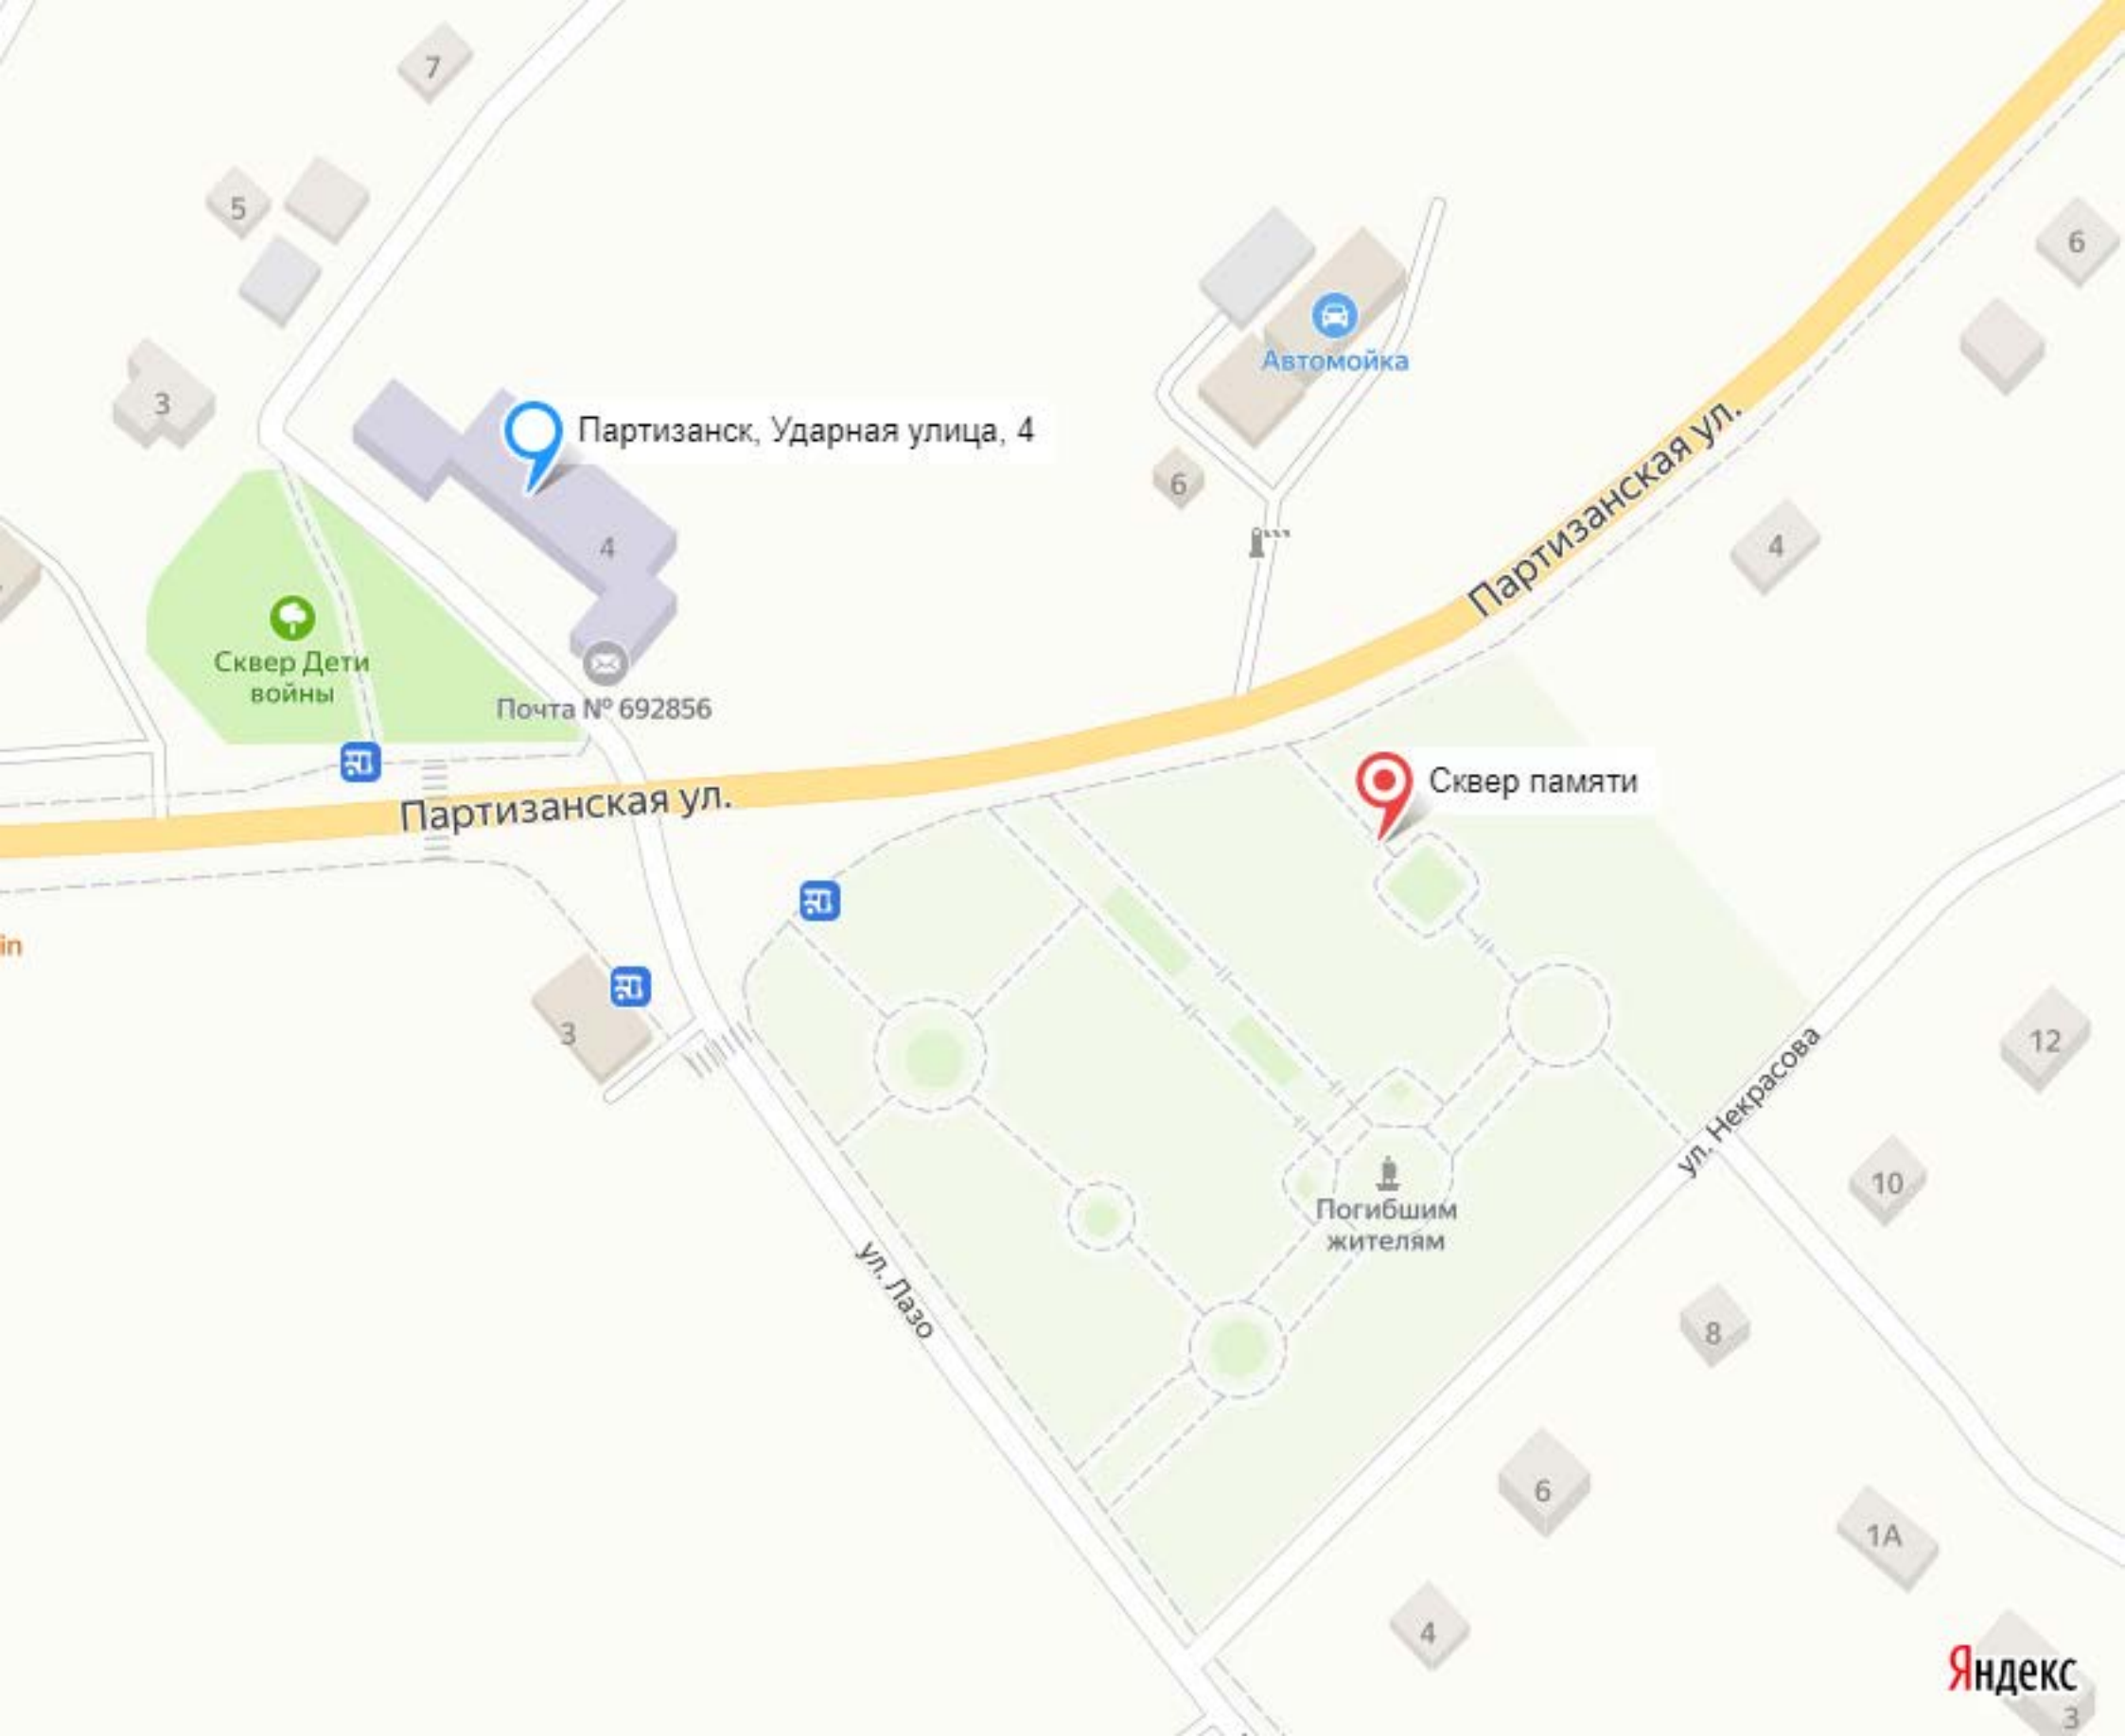 7
5
6
3
Автомойка
Партизанск, Ударная улица, 4
Партизанская ул.
6
4
4
Сквер Дети
войны
Почта № 692856
Сквер памяти
Партизанская ул.
in
3
12
ул. Некрасова
10
Погибшим
жителям
ул. Лазо
8
6
1А
4
Яндекс
3